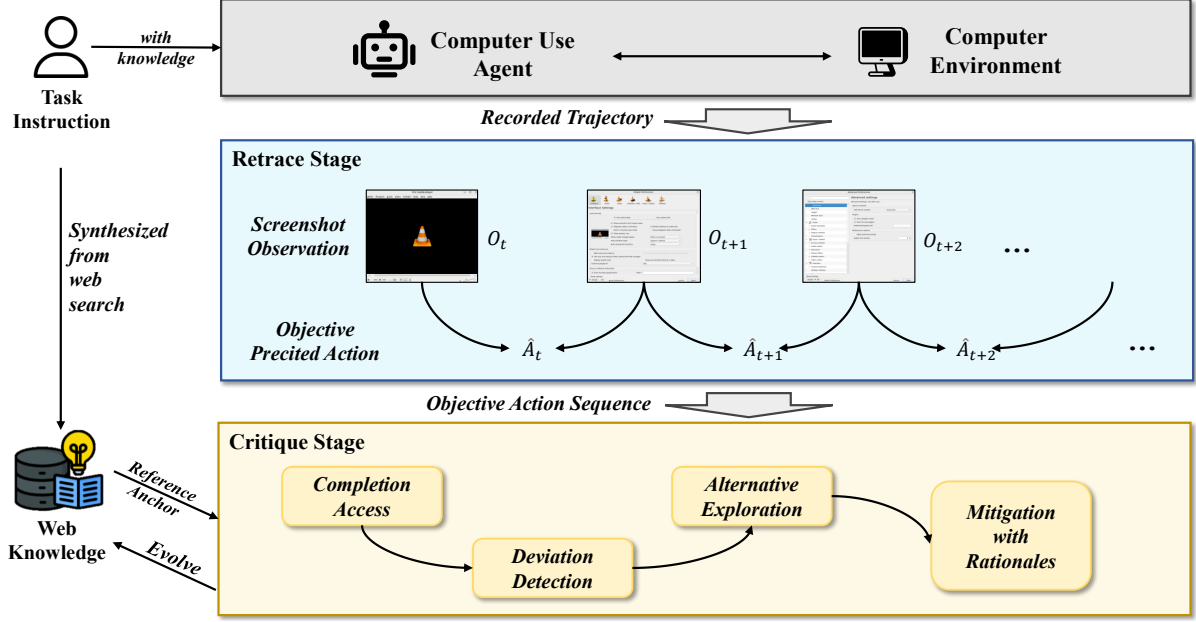 with
knowledge
Task
Instruction
Computer Use
Agent
Computer
Environment
Recorded Trajectory
Retrace Stage
Screenshot
Observation
O_t
O_{t+1}
O_{t+2}
...
Objective
Precited Action
Â_t
Â_{t+1}
Â_{t+2}
...
Synthesized
from
web
search
Objective Action Sequence
Critique Stage
Completion
Access
Deviation
Detection
Alternative
Exploration
Mitigation
with
Rationales
Reference
Anchor
Evolve
Web
Knowledge